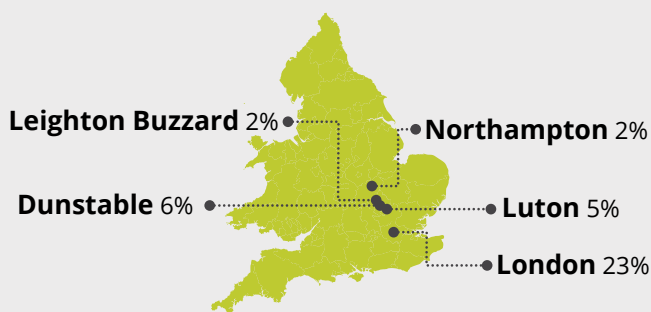 Leighton Buzzard 2%
Northampton 2%
Dunstable 6%
Luton 5%
London 23%